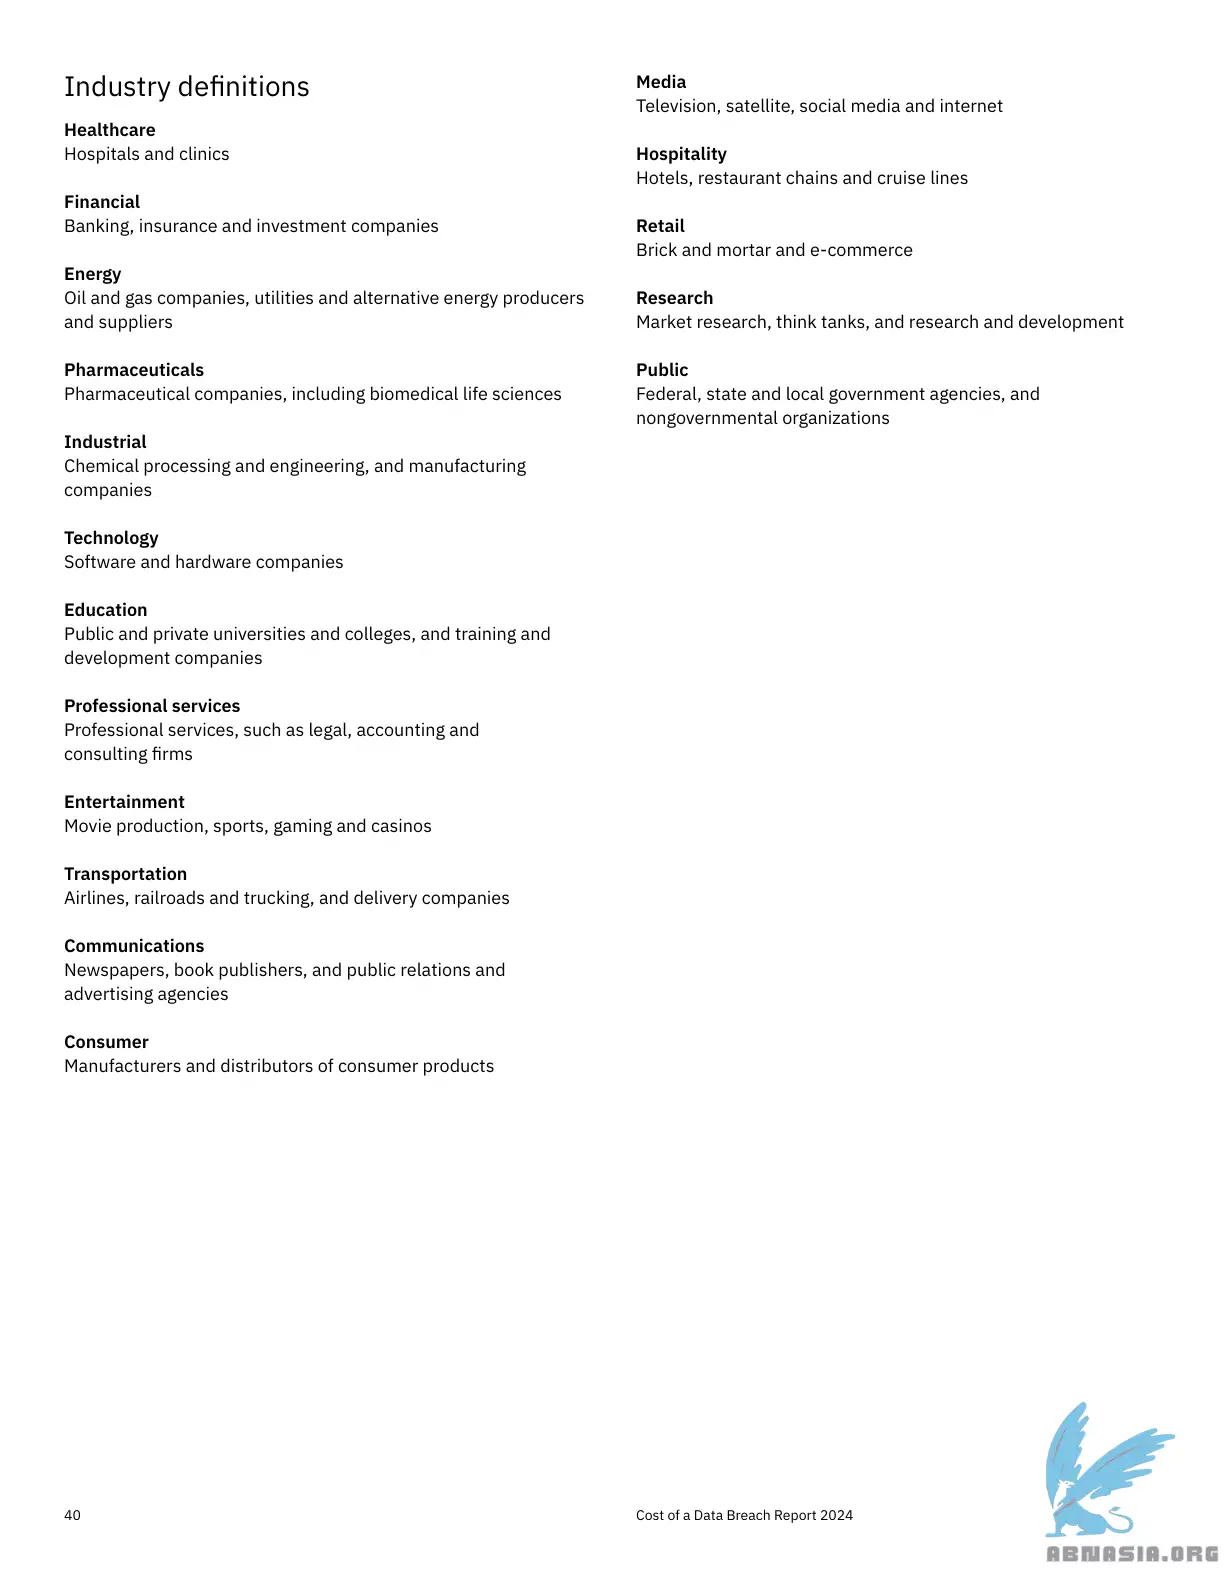 Industry definitions
Healthcare
Hospitals and clinics
Financial
Banking, insurance and investment companies
Energy
Oil and gas companies, utilities and alternative energy producers
and suppliers
Pharmaceuticals
Pharmaceutical companies, including biomedical life sciences
Industrial
Chemical processing and engineering, and manufacturing
companies
Technology
Software and hardware companies
Education
Public and private universities and colleges, and training and
development companies
Professional services
Professional services, such as legal, accounting and
consulting firms
Entertainment
Movie production, sports, gaming and casinos
Transportation
Airlines, railroads and trucking, and delivery companies
Communications
Newspapers, book publishers, and public relations and
advertising agencies
Consumer
Manufacturers and distributors of consumer products
Media
Television, satellite, social media and internet
Hospitality
Hotels, restaurant chains and cruise lines
Retail
Brick and mortar and e-commerce
Research
Market research, think tanks, and research and development
Public
Federal, state and local government agencies, and
nongovernmental organizations
40
Cost of a Data Breach Report 2024
ABNASIA.ORG